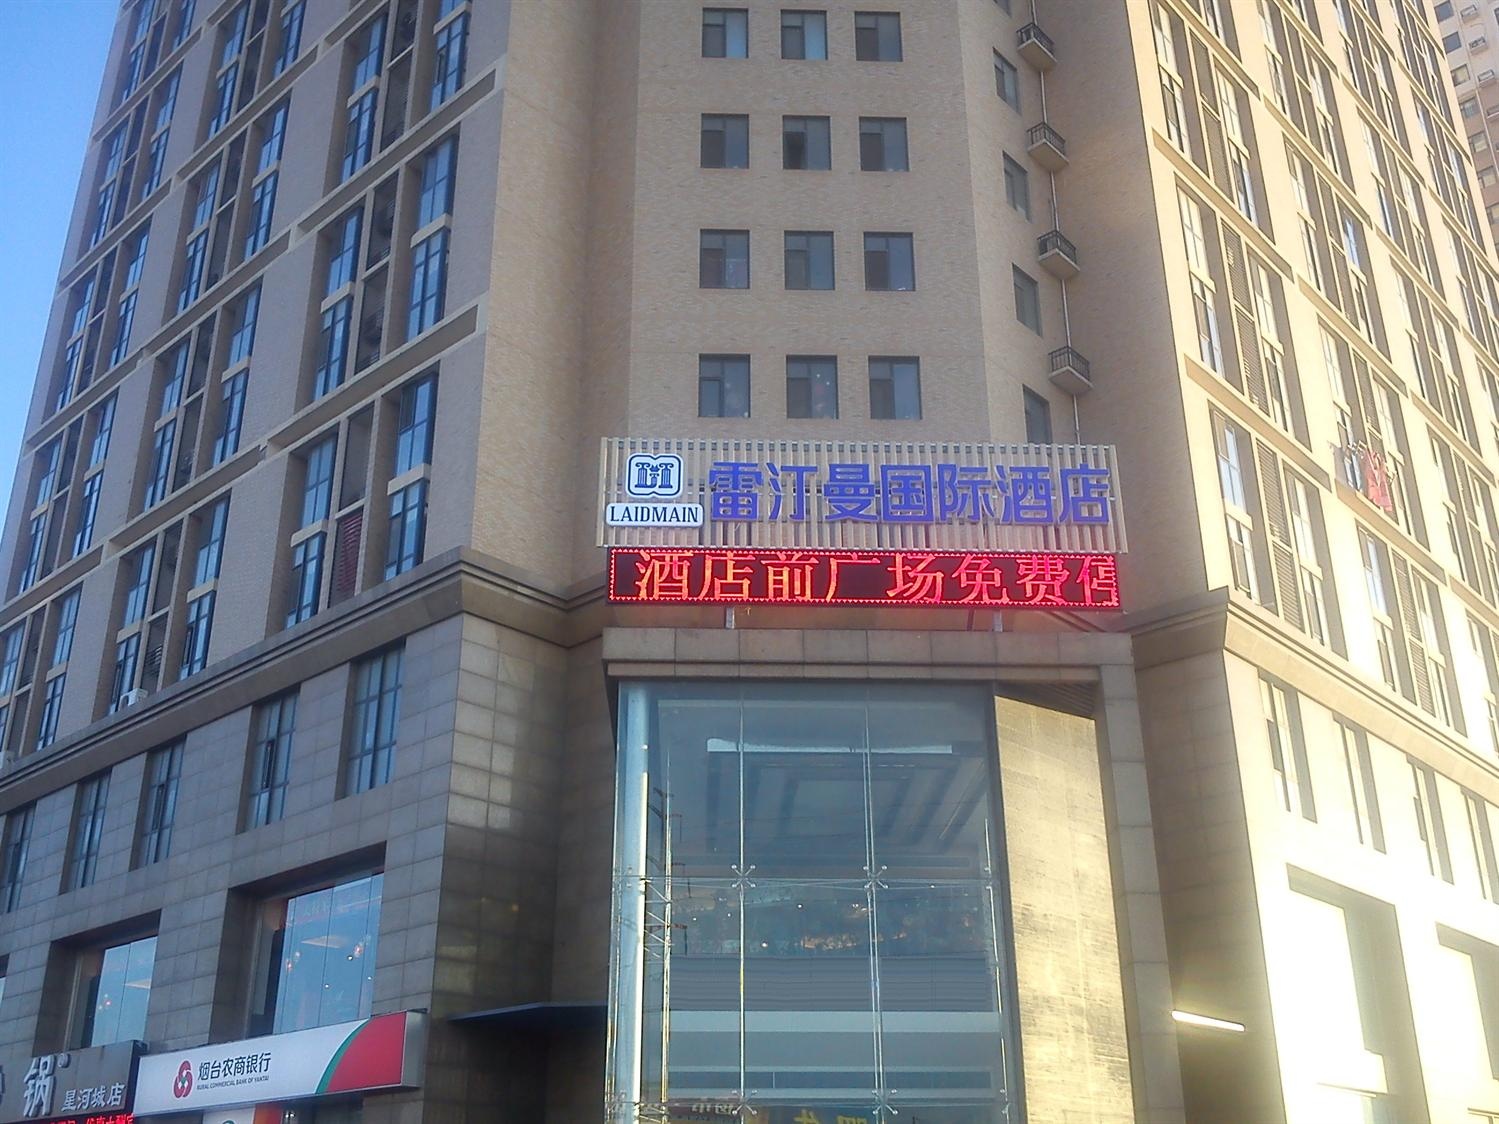 雷汀曼国际酒店
LAIDMAIN
酒店前广场免费停
烟台农商银行
RURAL COMMERCIAL BANK OF YANTAI
锅
星河城店